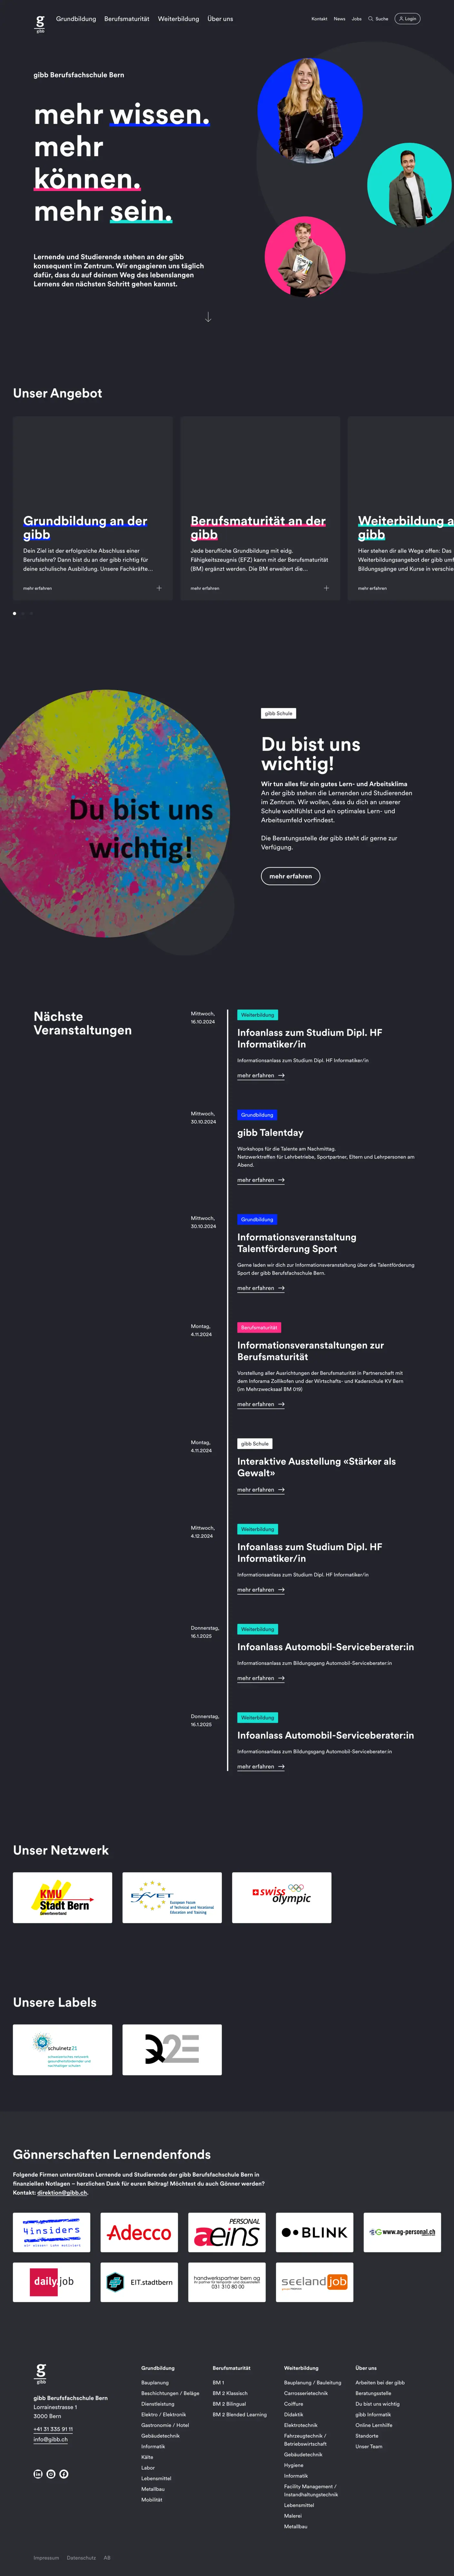 g
gibb
Grundbildung Berufsmaturität Weiterbildung Über uns
Kontakt News Jobs Suche Login
gibb Berufsfachschule Bern
mehr wissen.
mehr
können.
mehr sein.
Lernende und Studierende stehen an der gibb
konsequent im Zentrum. Wir engagieren uns täglich
dafür, dass du auf deinem Weg des lebenslangen
Lernens den nächsten Schritt gehen kannst.
Unser Angebot
Grundbildung an der
gibb
Dein Ziel ist der erfolgreiche Abschluss einer
Berufslehre? Dann bist du an der gibb richtig für
deine schulische Ausbildung. Unsere Fachkräfte...
mehr erfahren
Berufsmaturität an der
gibb
Jede berufliche Grundbildung mit eidg.
Fähigkeitszeugnis (EFZ) kann mit der Berufsmaturität
(BM) ergänzt werden. Die BM erweitert die...
mehr erfahren
Weiterbildung a
gibb
Hier stehen dir alle Wege offen: Das
Weiterbildungsangebot der gibb umf
Bildungsgänge und Kurse in verschie
mehr erfahren
Du bist uns
wichtig!
gibb Schule
Du bist uns
wichtig!
Wir tun alles für ein gutes Lern- und Arbeitsklima
An der gibb stehen die Lernenden und Studierenden
im Zentrum. Wir wollen, dass du dich an unserer
Schule wohlfühlst und ein optimales Lern- und
Arbeitsumfeld vorfindest.
Die Beratungsstelle der gibb steht dir gerne zur
Verfügung.
mehr erfahren
Nächste
Veranstaltungen
Mittwoch,
16.10.2024
Weiterbildung
Infoanlass zum Studium Dipl. HF
Informatiker/in
Informationsanlass zum Studium Dipl. HF Informatiker/in
mehr erfahren
Mittwoch,
30.10.2024
Grundbildung
gibb Talentday
Workshops für die Talente am Nachmittag.
Netzwerktreffen für Lehrbetriebe, Sportpartner, Eltern und Lehrpersonen am
Abend.
mehr erfahren
Mittwoch,
30.10.2024
Grundbildung
Informationsveranstaltung
Talentförderung Sport
Gerne laden wir dich zur Informationsveranstaltung über die Talentförderung
Sport der gibb Berufsfachschule Bern.
mehr erfahren
Montag,
4.11.2024
Berufsmaturität
Informationsveranstaltungen zur
Berufsmaturität
Vorstellung aller Ausrichtungen der Berufsmaturität in Partnerschaft mit
dem Inforama Zollikofen und der Wirtschafts- und Kaderschule KV Bern
(im Mehrzwecksaal BM 019)
mehr erfahren
Montag,
4.11.2024
gibb Schule
Interaktive Ausstellung «Stärker als
Gewalt»
mehr erfahren
Mittwoch,
4.12.2024
Weiterbildung
Infoanlass zum Studium Dipl. HF
Informatiker/in
Informationsanlass zum Studium Dipl. HF Informatiker/in
mehr erfahren
Donnerstag,
16.1.2025
Weiterbildung
Infoanlass Automobil-Serviceberater:in
Informationsanlass zum Bildungsgang Automobil-Serviceberater:in
mehr erfahren
Donnerstag,
16.1.2025
Weiterbildung
Infoanlass Automobil-Serviceberater:in
Informationsanlass zum Bildungsgang Automobil-Serviceberater:in
mehr erfahren
Unser Netzwerk
KMU
Stadt Bern
Gewerbeverband
EfVET
European Forum
of Technical and Vocational
Education and Training
swiss
olympic
Unsere Labels
schulnetz21
schweizerisches netzwerk
gesundheitsfördernder und
nachhaltiger schulen
Q2E
Gönnerschaften Lernendenfonds
Folgende Firmen unterstützen Lernende und Studierende der gibb Berufsfachschule Bern in
finanziellen Notlagen – herzlichen Dank für euren Beitrag! Möchtest du auch Gönner werden?
Kontakt: direktion@gibb.ch.
4insiders
Adecco
PERSONAL
aeins
BLINK
www.ag-personal.ch
daily job
EIT.stadtbern
handwerkspartner bern ag
031 310 80 00
seeland job
g
gibb
gibb Berufsfachschule Bern
Lorrainestrasse 1
3000 Bern
+41 31 335 91 11
info@gibb.ch
Grundbildung
Bauplanung
Beschichtungen / Beläge
Dienstleistung
Elektro / Elektronik
Gastronomie / Hotel
Gebäudetechnik
Informatik
Kälte
Labor
Lebensmittel
Metallbau
Mobilität
Berufsmaturität
BM 1
BM 2 Klassisch
BM 2 Bilingual
BM 2 Blended Learning
Weiterbildung
Bauplanung / Bauleitung
Carrosserietechnik
Coiffure
Didaktik
Elektrotechnik
Fahrzeugtechnik /
Betriebswirtschaft
Gebäudetechnik
Hygiene
Informatik
Facility Management /
Instandhaltungstechnik
Lebensmittel
Malerei
Metallbau
Über uns
Arbeiten bei der gibb
Beratungsstelle
Du bist uns wichtig
gibb Informatik
Online Lernhilfe
Standorte
Unser Team
Impressum Datenschutz AB